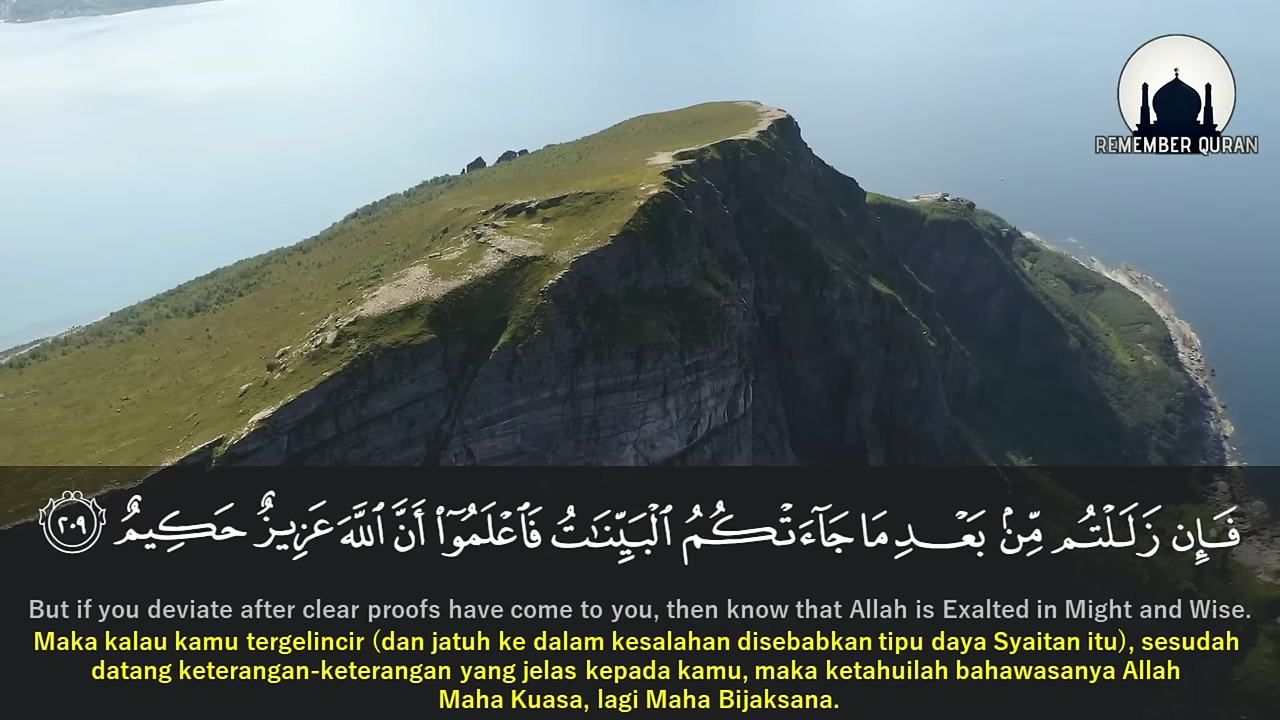 REMEMBER QURAN
فَإِن زَلَلْتُم مِّنۢ بَعْدِ مَا جَآءَتْكُمُ ٱلْبَيِّنَـٰتُ فَٱعْلَمُوٓا۟ أَنَّ ٱللَّهَ عَزِيزٌ حَكِيمٌ ٢٠٩
But if you deviate after clear proofs have come to you, then know that Allah is Exalted in Might and Wise.
Maka kalau kamu tergelincir (dan jatuh ke dalam kesalahan disebabkan tipu daya Syaitan itu), sesudah
datang keterangan-keterangan yang jelas kepada kamu, maka ketahuilah bahawasanya Allah
Maha Kuasa, lagi Maha Bijaksana.